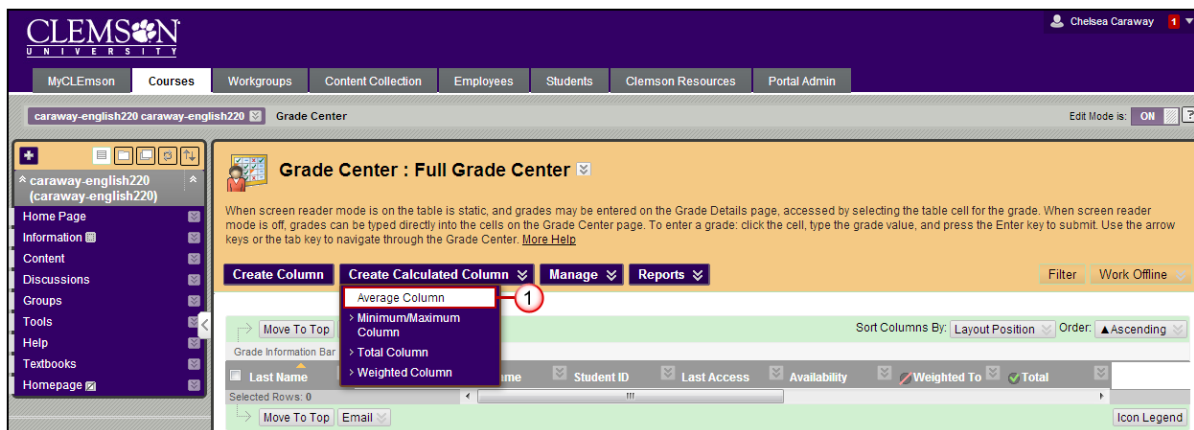 CLEMSON
UNIVERSITY
Chelsea Caraway 1
MyCLEmson Courses Workgroups Content Collection Employees Students Clemson Resources Portal Admin
caraway-english220 caraway-english220 Grade Center Edit Mode is: ON ?
caraway-english220
(caraway-english220)
Home Page
Information
Content
Discussions
Groups
Tools
Help
Textbooks
Homepage
Grade Center : Full Grade Center
When screen reader mode is on the table is static, and grades may be entered on the Grade Details page, accessed by selecting the table cell for the grade. When screen reader
mode is off, grades can be typed directly into the cells on the Grade Center page. To enter a grade: click the cell, type the grade value, and press the Enter key to submit. Use the arrow
keys or the tab key to navigate through the Grade Center. More Help
Create Column Create Calculated Column Manage Reports Filter Work Offline
Average Column 1
> Minimum/Maximum
Column
> Total Column
> Weighted Column
Move To Top Sort Columns By: Layout Position Order: ▲Ascending
Grade Information Bar
Last Name Student ID Last Access Availability Weighted To Total
Selected Rows: 0
Move To Top Email Icon Legend